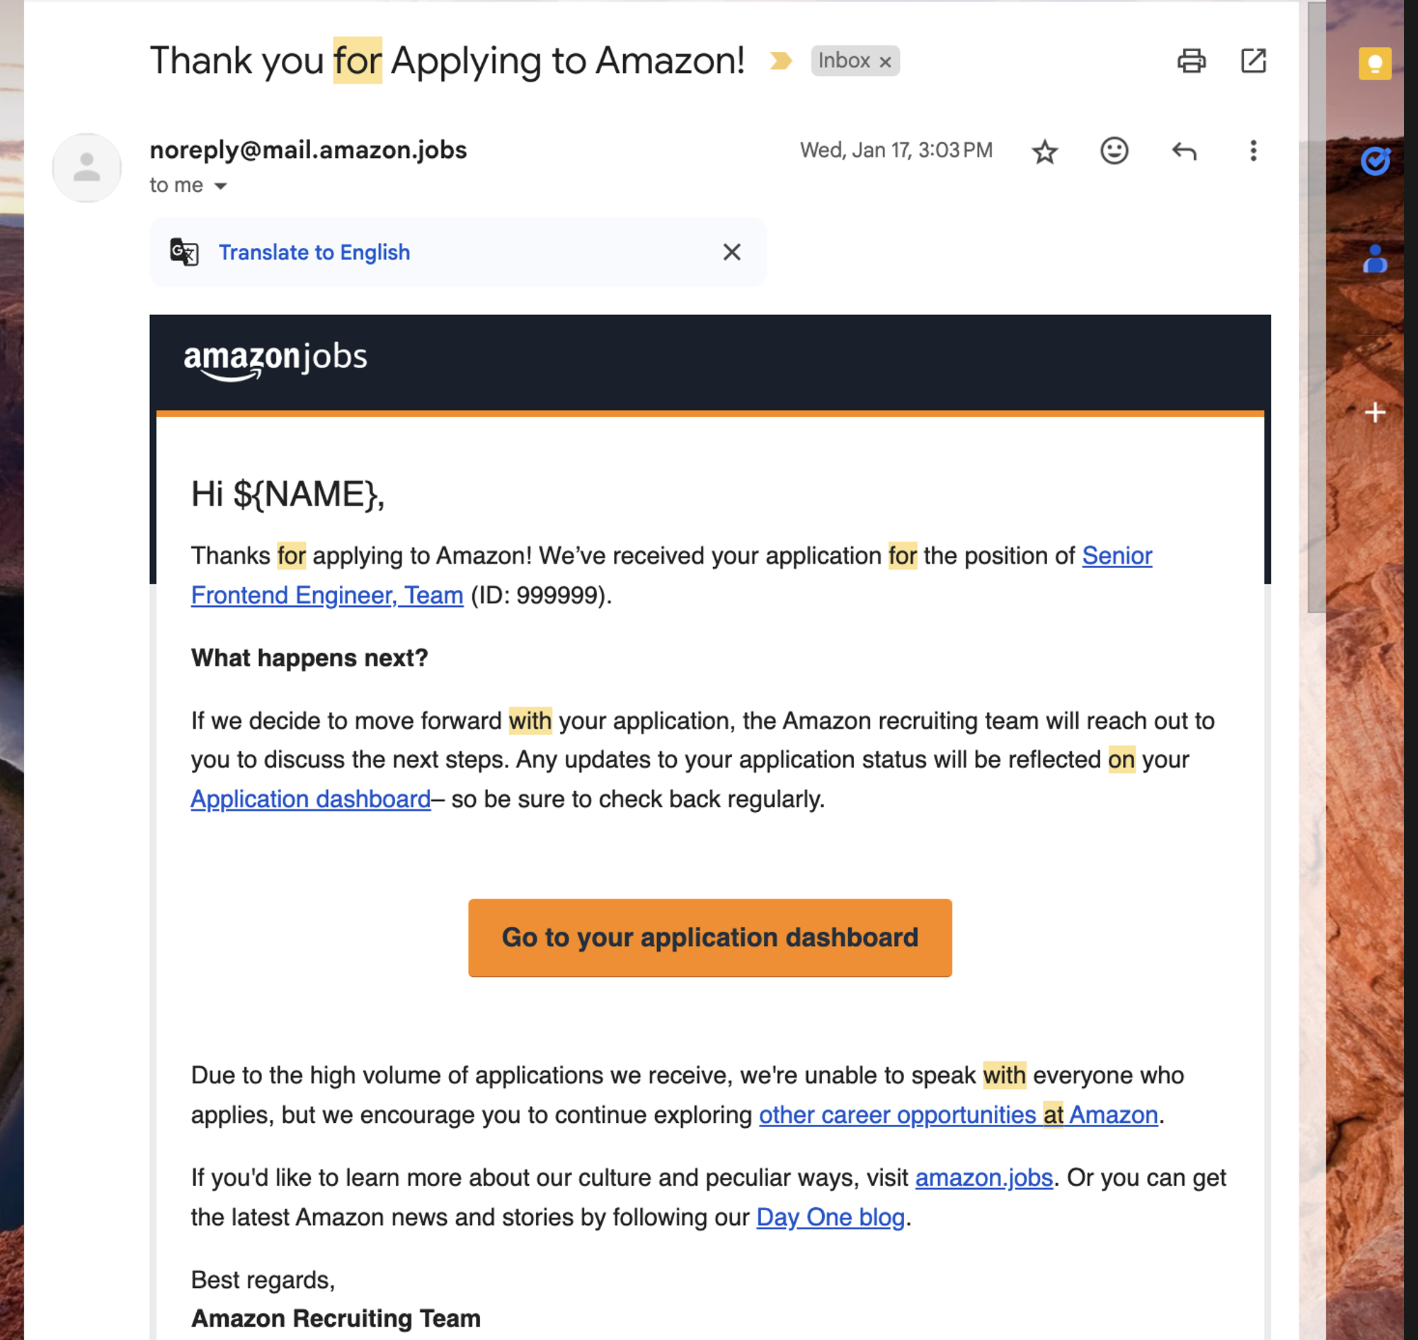 Thank you for Applying to Amazon!
Inbox ×
noreply@mail.amazon.jobs
Wed, Jan 17, 3:03 PM
to me
Translate to English
amazonjobs
Hi ${NAME},
Thanks for applying to Amazon! We’ve received your application for the position of Senior
Frontend Engineer, Team (ID: 999999).
What happens next?
If we decide to move forward with your application, the Amazon recruiting team will reach out to
you to discuss the next steps. Any updates to your application status will be reflected on your
Application dashboard– so be sure to check back regularly.
Go to your application dashboard
Due to the high volume of applications we receive, we're unable to speak with everyone who
applies, but we encourage you to continue exploring other career opportunities at Amazon.
If you'd like to learn more about our culture and peculiar ways, visit amazon.jobs. Or you can get
the latest Amazon news and stories by following our Day One blog.
Best regards,
Amazon Recruiting Team